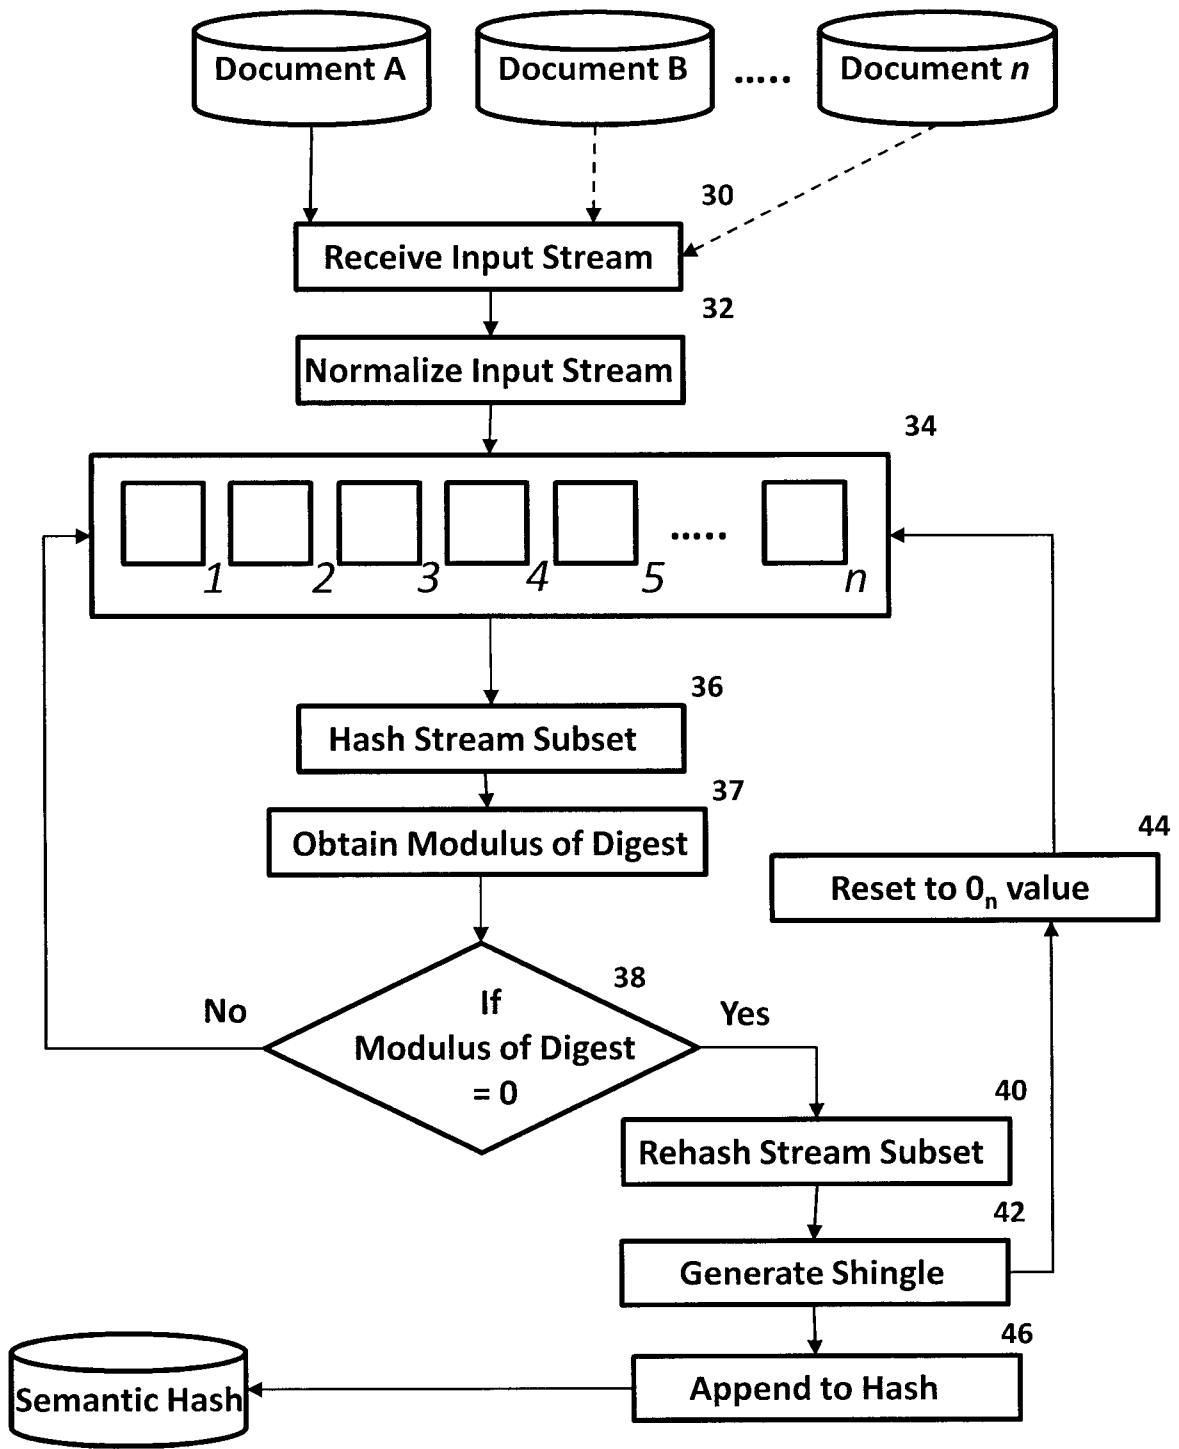 Document A
Document B
.....
Document n
30
Receive Input Stream
32
Normalize Input Stream
34
1 2 3 4 5 ..... n
36
Hash Stream Subset
37
Obtain Modulus of Digest
44
Reset to 0n value
38
If
Modulus of Digest
= 0
No
Yes
40
Rehash Stream Subset
42
Generate Shingle
46
Append to Hash
Semantic Hash